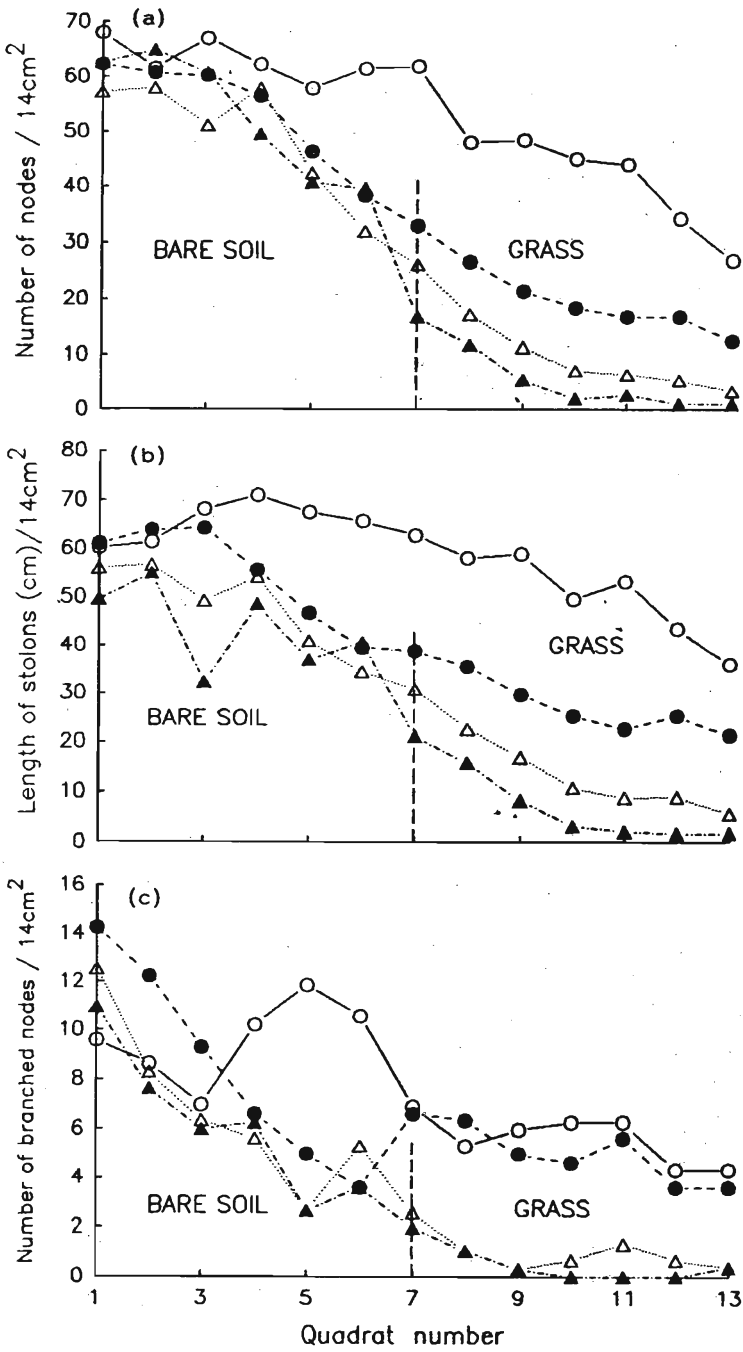 (a)
Number of nodes / 14cm²
70
60
50
40
30
20
10
0
BARE SOIL
GRASS
(b)
Length of stolons (cm)/14cm²
80
70
60
50
40
30
20
10
0
BARE SOIL
GRASS
(c)
Number of branched nodes / 14cm²
16
14
12
10
8
6
4
2
0
BARE SOIL
GRASS
1 3 5 7 9 11 13
Quadrat number